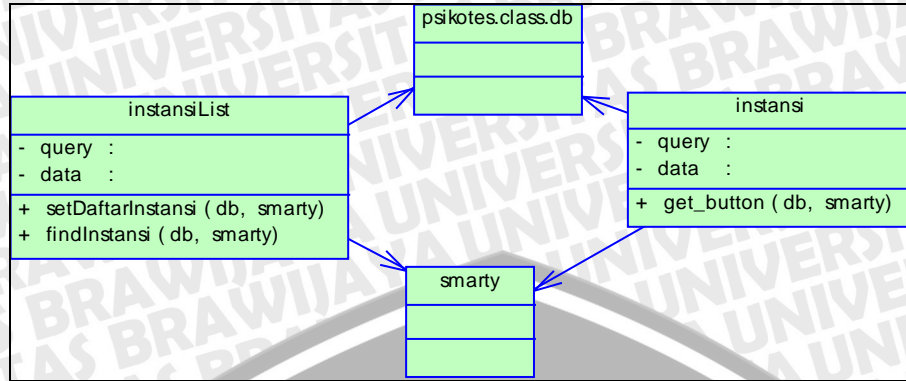 psikotes.class.db
instansiList
- query :
- data :
+ setDaftarInstansi ( db, smarty)
+ findInstansi ( db, smarty)
instansi
- query :
- data :
+ get_button ( db, smarty)
smarty